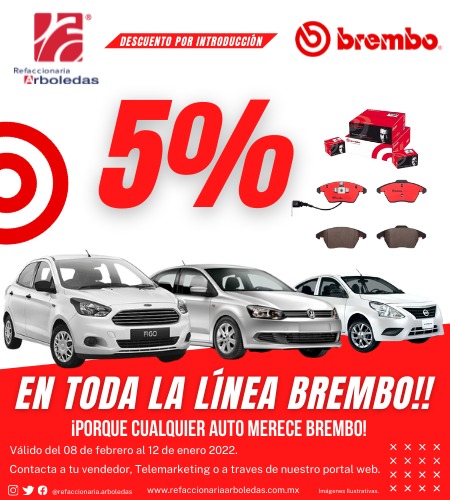 DESCUENTO POR INTRODUCCIÓN
brembo
Refaccionaria
Arboledas
5%
brembo
FIGO
EN TODA LA LÍNEA BREMBO!!
¡PORQUE CUALQUIER AUTO MERECE BREMBO!
Válido del 08 de febrero al 12 de enero 2022.
Contacta a tu vendedor, Telemarketing o a traves de nuestro portal web.
@refaccionaria.arboledas
www.refaccionariaarboledas.com.mx
Imágenes ilustrativas.